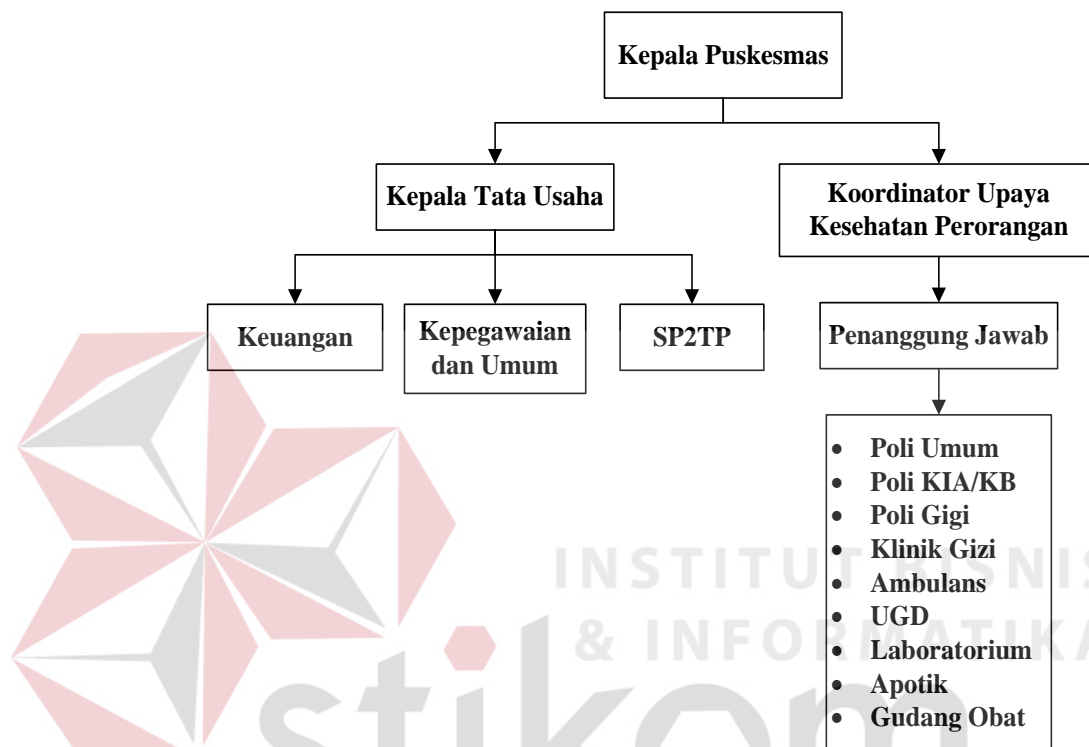 Kepala Puskesmas
Kepala Tata Usaha
Koordinator Upaya
Kesehatan Perorangan
Keuangan
Kepegawaian
dan Umum
SP2TP
Penanggung Jawab
• Poli Umum
• Poli KIA/KB
• Poli Gigi
• Klinik Gizi
• Ambulans
• UGD
• Laboratorium
• Apotik
• Gudang Obat
INSTITUT BISNIS
& INFORMATIKA
stikom